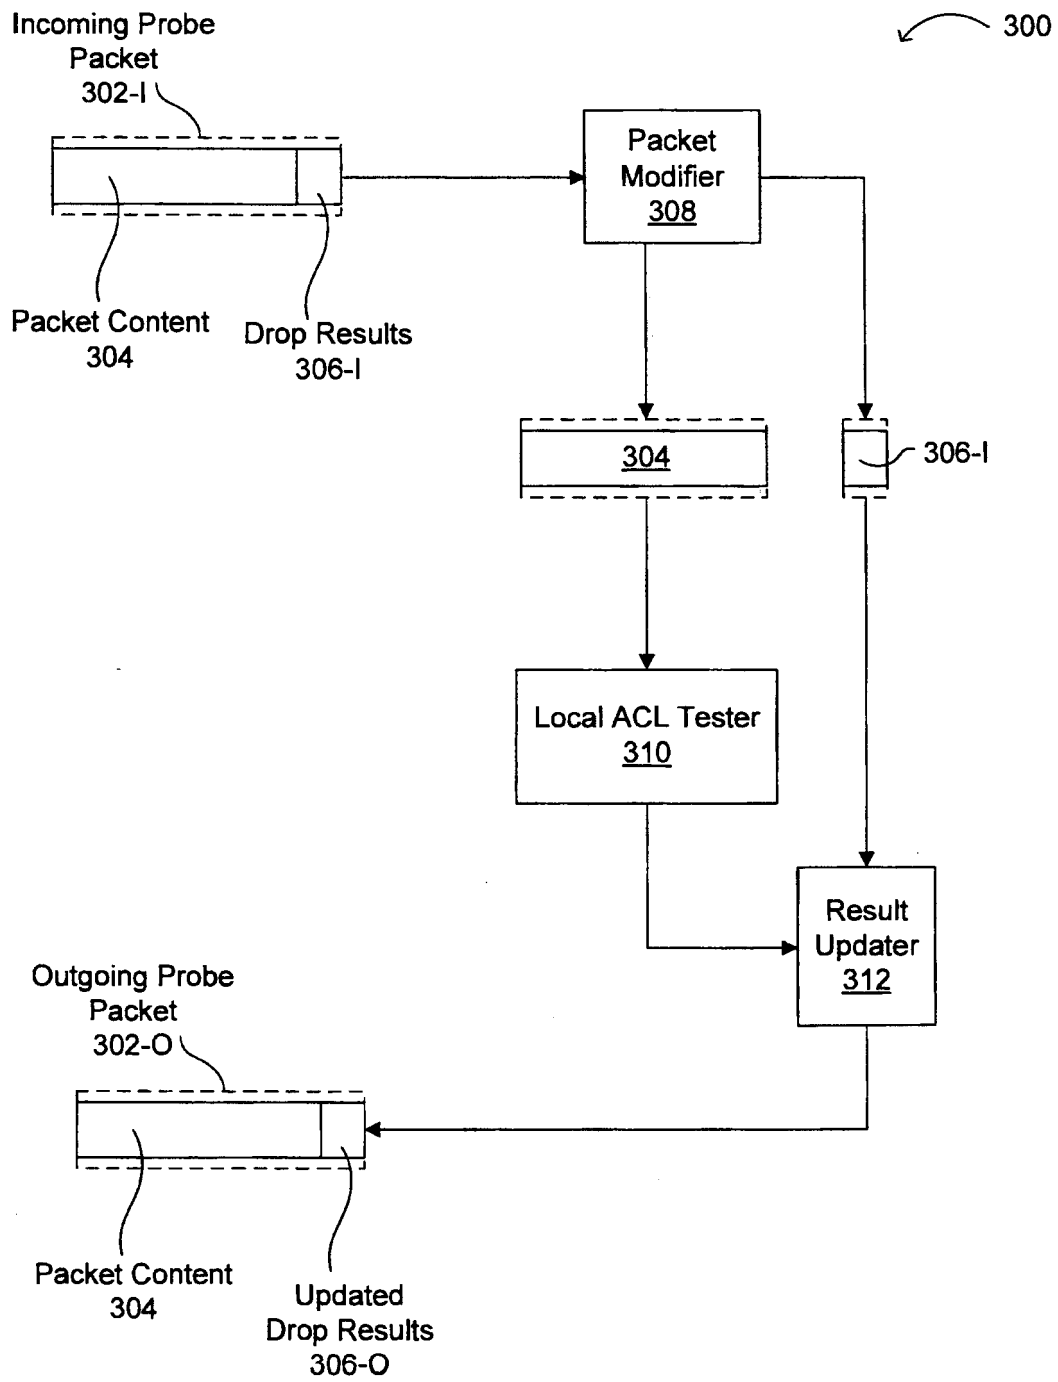 Incoming Probe
Packet
302-I
300
Packet
Modifier
308
Packet Content
304
Drop Results
306-I
304
306-I
Local ACL Tester
310
Result
Updater
312
Outgoing Probe
Packet
302-O
Packet Content
304
Updated
Drop Results
306-O